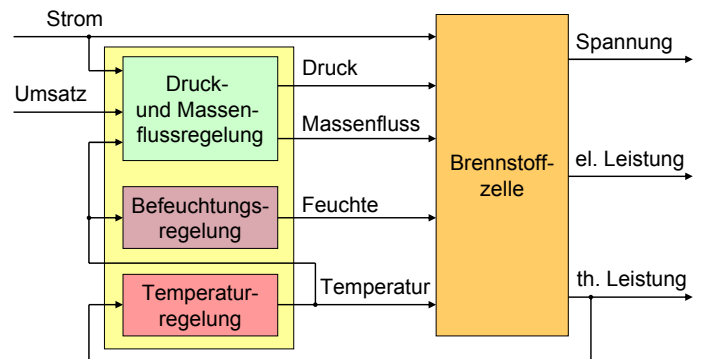 Strom
Umsatz
Druck-
und Massen-
flussregelung
Druck
Massenfluss
Befeuchtungs-
regelung
Feuchte
Temperatur-
regelung
Temperatur
Brennstoff-
zelle
Spannung
el. Leistung
th. Leistung